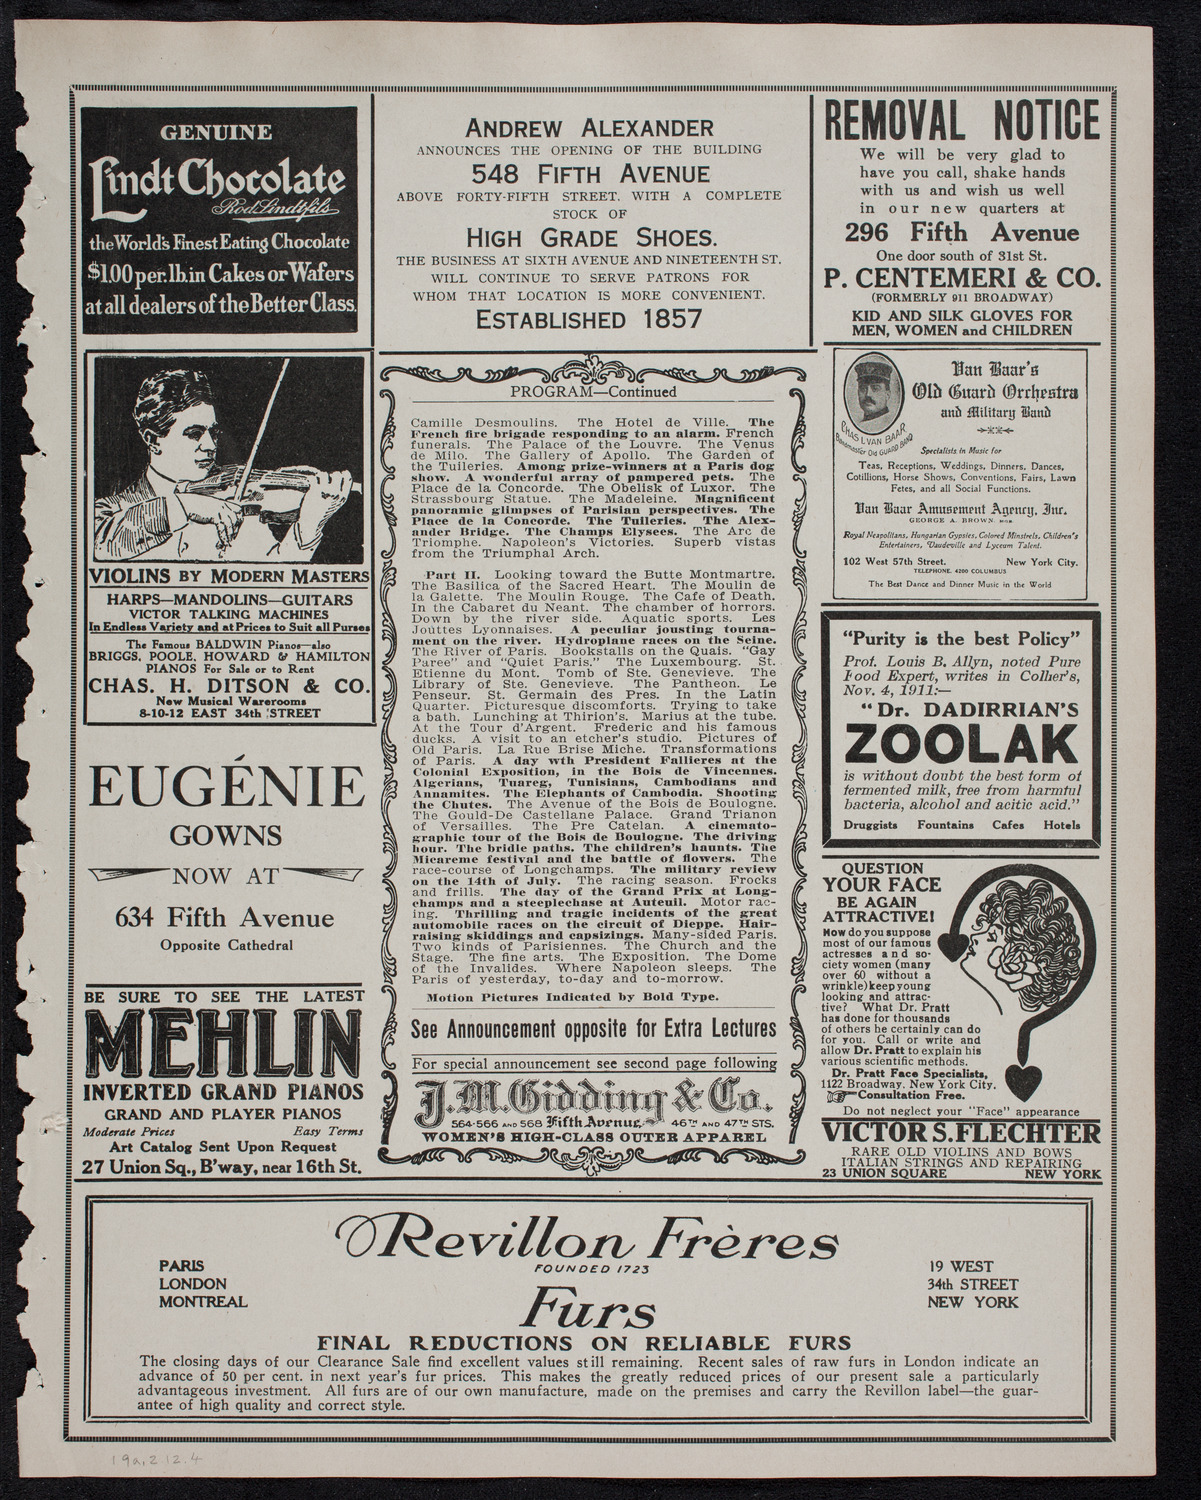 GENUINE
Lindt Chocolate
Rod. Lindt fils
the World's Finest Eating Chocolate
$1.00 per. lb. in Cakes or Wafers
at all dealers of the Better Class.
ANDREW ALEXANDER
ANNOUNCES THE OPENING OF THE BUILDING
548 FIFTH AVENUE
ABOVE FORTY-FIFTH STREET, WITH A COMPLETE
STOCK OF
HIGH GRADE SHOES.
THE BUSINESS AT SIXTH AVENUE AND NINETEENTH ST.
WILL CONTINUE TO SERVE PATRONS FOR
WHOM THAT LOCATION IS MORE CONVENIENT.
ESTABLISHED 1857
REMOVAL NOTICE
We will be very glad to
have you call, shake hands
with us and wish us well
in our new quarters at
296 Fifth Avenue
One door south of 31st St.
P. CENTEMERI & CO.
(FORMERLY 911 BROADWAY)
KID AND SILK GLOVES FOR
MEN, WOMEN and CHILDREN
VIOLINS BY MODERN MASTERS
HARPS—MANDOLINS—GUITARS
VICTOR TALKING MACHINES
In Endless Variety and at Prices to Suit all Purses
The Famous BALDWIN Pianos—also
BRIGGS, POOLE, HOWARD & HAMILTON
PIANOS For Sale or to Rent
CHAS. H. DITSON & CO.
New Musical Warerooms
8-10-12 EAST 34th STREET
EUGÉNIE
GOWNS
NOW AT
634 Fifth Avenue
Opposite Cathedral
BE SURE TO SEE THE LATEST
MEHLIN
INVERTED GRAND PIANOS
GRAND AND PLAYER PIANOS
Moderate Prices Easy Terms
Art Catalog Sent Upon Request
27 Union Sq., B'way, near 16th St.
PROGRAM—Continued
Camille Desmoulins. The Hotel de Ville. The
French fire brigade responding to an alarm. French
funerals. The Palace of the Louvre. The Venus
de Milo. The Gallery of Apollo. The Garden of
the Tuileries. Among prize-winners at a Paris dog
show. A wonderful array of pampered pets. The
Place de la Concorde. The Obelisk of Luxor. The
Strassbourg Statue. The Madeleine. Magnificent
panoramic glimpses of Parisian perspectives. The
Place de la Concorde. The Tuileries. The Alex-
ander Bridge. The Champs Elysees. The Arc de
Triomphe. Napoleon's Victories. Superb vistas
from the Triumphal Arch.
Part II. Looking toward the Butte Montmartre.
The Basilica of the Sacred Heart. The Moulin de
la Galette. The Moulin Rouge. The Cafe of Death.
In the Cabaret du Neant. The chamber of horrors.
Down by the river side. Aquatic sports. Les
Jouttes Lyonnaises. A peculiar jousting tourna-
ment on the river. Hydroplane races on the Seine.
The River of Paris. Bookstalls on the Quais. "Gay
Paree" and "Quiet Paris." The Luxembourg. St.
Etienne du Mont. Tomb of Ste. Genevieve. The
Library of Ste. Genevieve. The Pantheon. Le
Penseur. St. Germain des Pres. In the Latin
Quarter. Picturesque discomforts. Trying to take
a bath. Lunching at Thirion's. Marius at the tube.
At the Tour d'Argent. Frederic and his famous
ducks. A visit to an etcher's studio. Pictures of
Old Paris. La Rue Brise Miche. Transformations
of Paris. A day wth President Fallieres at the
Colonial Exposition, in the Bois de Vincennes.
Algerians, Tuareg, Tunisians, Cambodians and
Annamites. The Elephants of Cambodia. Shooting
the Chutes. The Avenue of the Bois de Boulogne.
The Gould-De Castellane Palace. Grand Trianon
of Versailles. The Pre Catelan. A cinemato-
graphic tour of the Bois de Boulogne. The driving
hour. The bridle paths. The children's haunts. The
Micareme festival and the battle of flowers. The
race-course of Longchamps. The military review
on the 14th of July. The racing season. Frocks
and frills. The day of the Grand Prix at Long-
champs and a steeplechase at Auteuil. Motor rac-
ing. Thrilling and tragic incidents of the great
automobile races on the circuit of Dieppe. Hair-
raising skiddings and capsizings. Many-sided Paris.
Two kinds of Parisiennes. The Church and the
Stage. The fine arts. The Exposition. The Dome
of the Invalides. Where Napoleon sleeps. The
Paris of yesterday, to-day and to-morrow.
Motion Pictures Indicated by Bold Type.
See Announcement opposite for Extra Lectures
For special announcement see second page following
J. M. Gidding & Co.
564-566 AND 568 Fifth Avenue. 46TH AND 47TH STS.
WOMEN'S HIGH-CLASS OUTER APPAREL
CHAS L VAN BAAR
Bandmaster Old GUARD BAND
Van Baar's
Old Guard Orchestra
and Military Band
Specialists in Music for
Teas, Receptions, Weddings, Dinners, Dances,
Cotillions, Horse Shows, Conventions, Fairs, Lawn
Fetes, and all Social Functions.
Van Baar Amusement Agency, Inc.
GEORGE A. BROWN, MGR.
Royal Neapolitans, Hungarian Gypsies, Colored Minstrels, Children's
Entertainers, Vaudeville and Lyceum Talent.
102 West 57th Street. New York City.
TELEPHONE, 4200 COLUMBUS
The Best Dance and Dinner Music in the World
"Purity is the best Policy"
Prof. Louis B. Allyn, noted Pure
Food Expert, writes in Collier's,
Nov. 4, 1911:—
"Dr. DADIRRIAN'S
ZOOLAK
is without doubt the best form of
fermented milk, free from harmful
bacteria, alcohol and acitic acid."
Druggists Fountains Cafes Hotels
QUESTION
YOUR FACE
BE AGAIN
ATTRACTIVE!
How do you suppose
most of our famous
actresses and so-
ciety women (many
over 60 without a
wrinkle) keep young
looking and attrac-
tive? What Dr. Pratt
has done for thousands
of others he certainly can do
for you. Call or write and
allow Dr. Pratt to explain his
various scientific methods.
Dr. Pratt Face Specialists,
1122 Broadway, New York City.
Consultation Free.
Do not neglect your "Face" appearance
VICTOR S. FLECHTER
RARE OLD VIOLINS AND BOWS
ITALIAN STRINGS AND REPAIRING
23 UNION SQUARE NEW YORK
Revillon Frères
FOUNDED 1723
PARIS
LONDON
MONTREAL
19 WEST
34th STREET
NEW YORK
Furs
FINAL REDUCTIONS ON RELIABLE FURS
The closing days of our Clearance Sale find excellent values still remaining. Recent sales of raw furs in London indicate an
advance of 50 per cent. in next year's fur prices. This makes the greatly reduced prices of our present sale a particularly
advantageous investment. All furs are of our own manufacture, made on the premises and carry the Revillon label—the guar-
antee of high quality and correct style.
19a.2.12.4